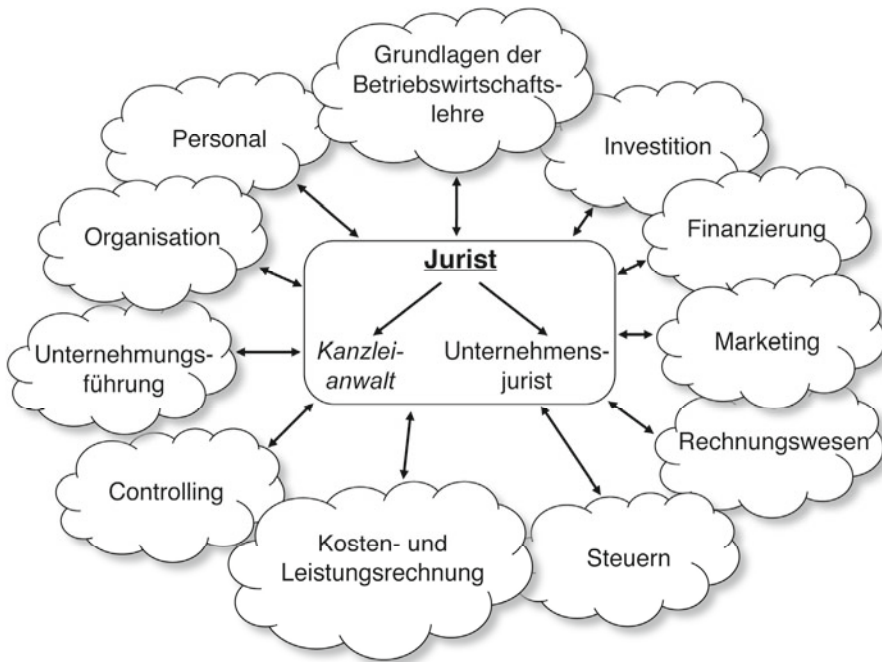 Grundlagen der
Betriebswirtschafts-
lehre
Personal
Investition
Organisation
Finanzierung
Jurist
Kanzlei-
anwalt
Unternehmens-
jurist
Unternehmungs-
führung
Marketing
Controlling
Rechnungswesen
Kosten- und
Leistungsrechnung
Steuern